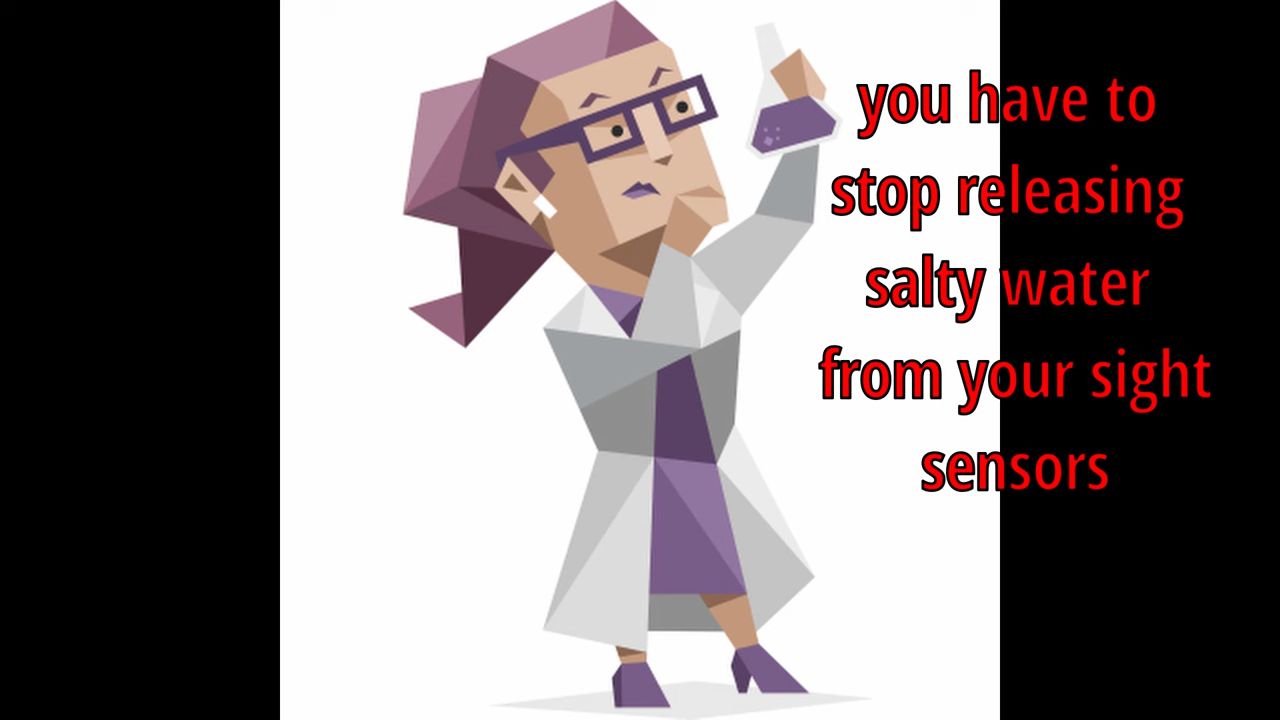 you have to
stop releasing
salty water
from your sight
sensors